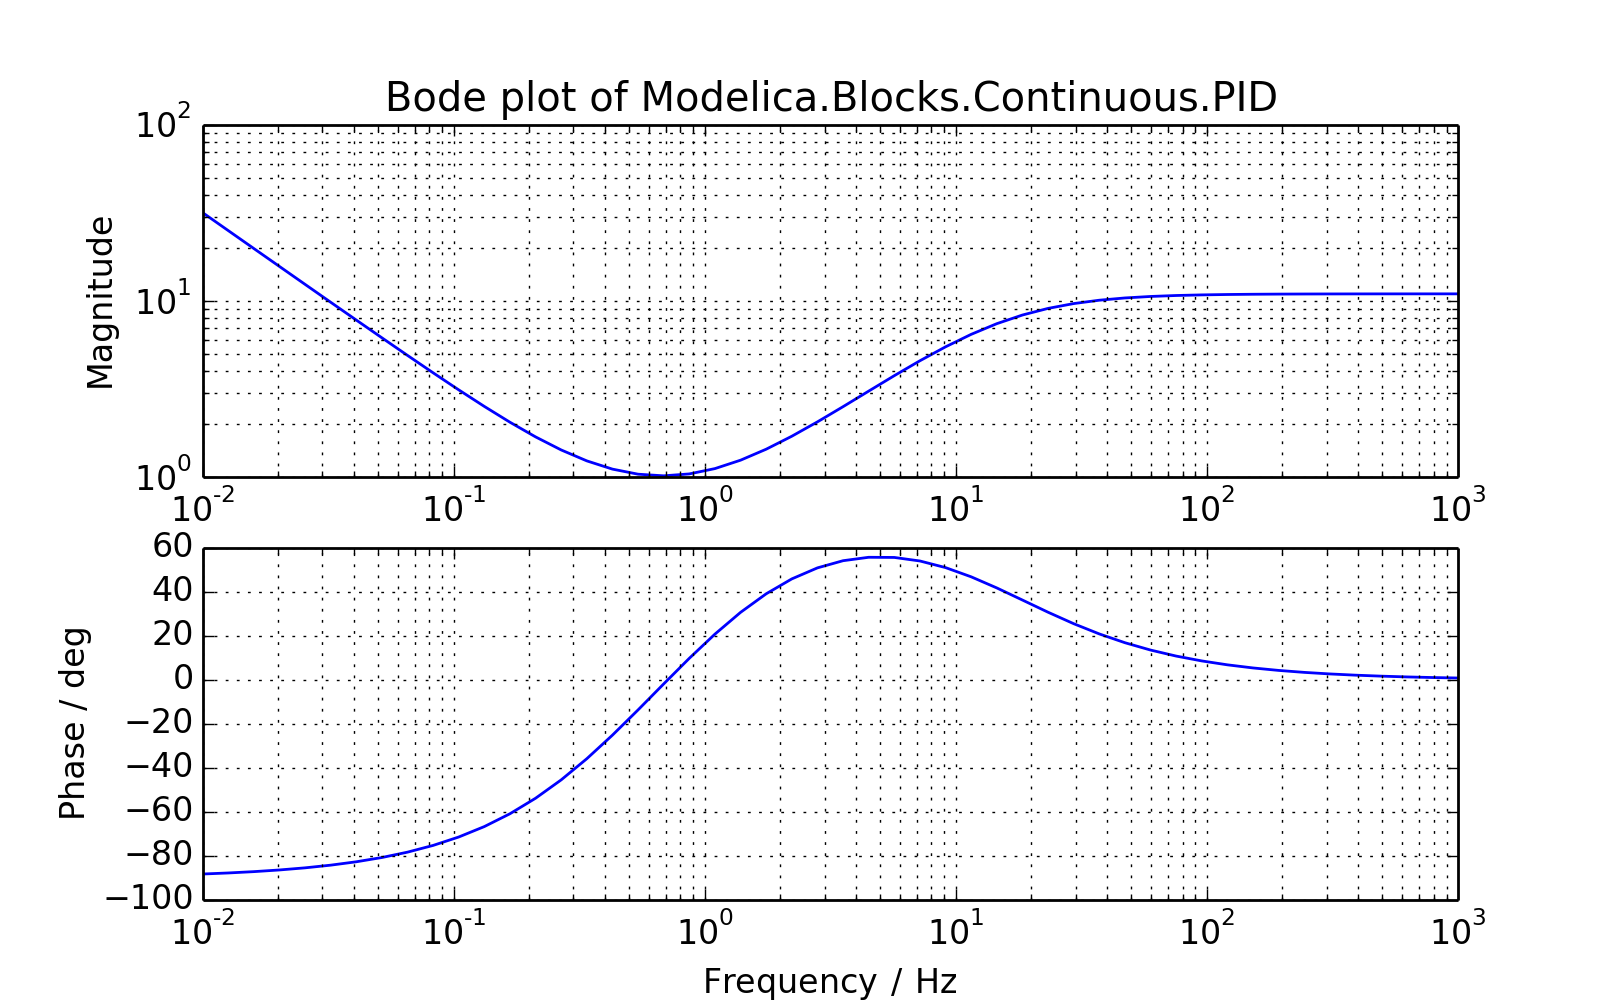 Bode plot of Modelica.Blocks.Continuous.PID
Magnitude
10²
10¹
10⁰
10⁻² 10⁻¹ 10⁰ 10¹ 10² 10³
Phase / deg
60
40
20
0
−20
−40
−60
−80
−100
10⁻² 10⁻¹ 10⁰ 10¹ 10² 10³
Frequency / Hz